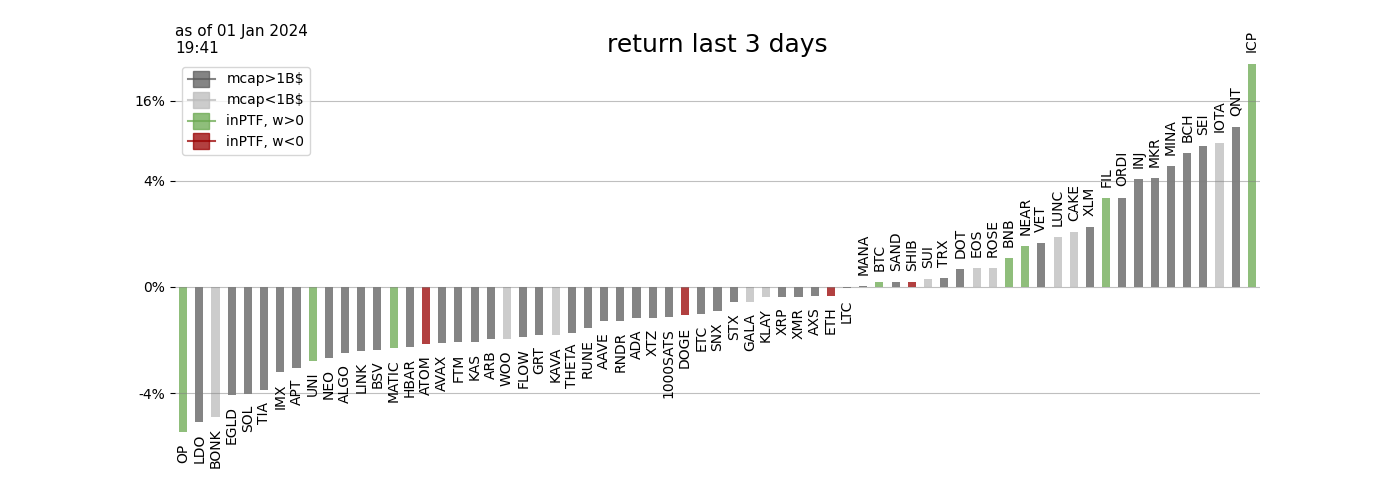 as of 01 Jan 2024
19:41
return last 3 days
mcap>1B$
mcap<1B$
inPTF, w>0
inPTF, w<0
16%
4%
0%
-4%
OP
LDO
BONK
EGLD
SOL
TIA
IMX
APT
UNI
NEO
ALGO
LINK
BSV
MATIC
HBAR
ATOM
AVAX
FTM
KAS
ARB
WOO
FLOW
GRT
KAVA
THETA
RUNE
AAVE
RNDR
ADA
XTZ
1000SATS
DOGE
ETC
SNX
STX
GALA
KLAY
XRP
XMR
AXS
ETH
LTC
MANA
BTC
SAND
SHIB
SUI
TRX
DOT
EOS
ROSE
BNB
NEAR
VET
LUNC
CAKE
XLM
FIL
ORDI
INJ
MKR
MINA
BCH
SEI
IOTA
QNT
ICP